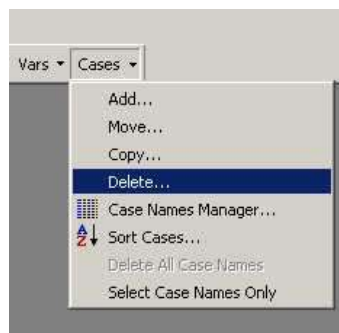 Vars Cases
Add...
Move...
Copy...
Delete...
Case Names Manager...
Sort Cases...
Delete All Case Names
Select Case Names Only